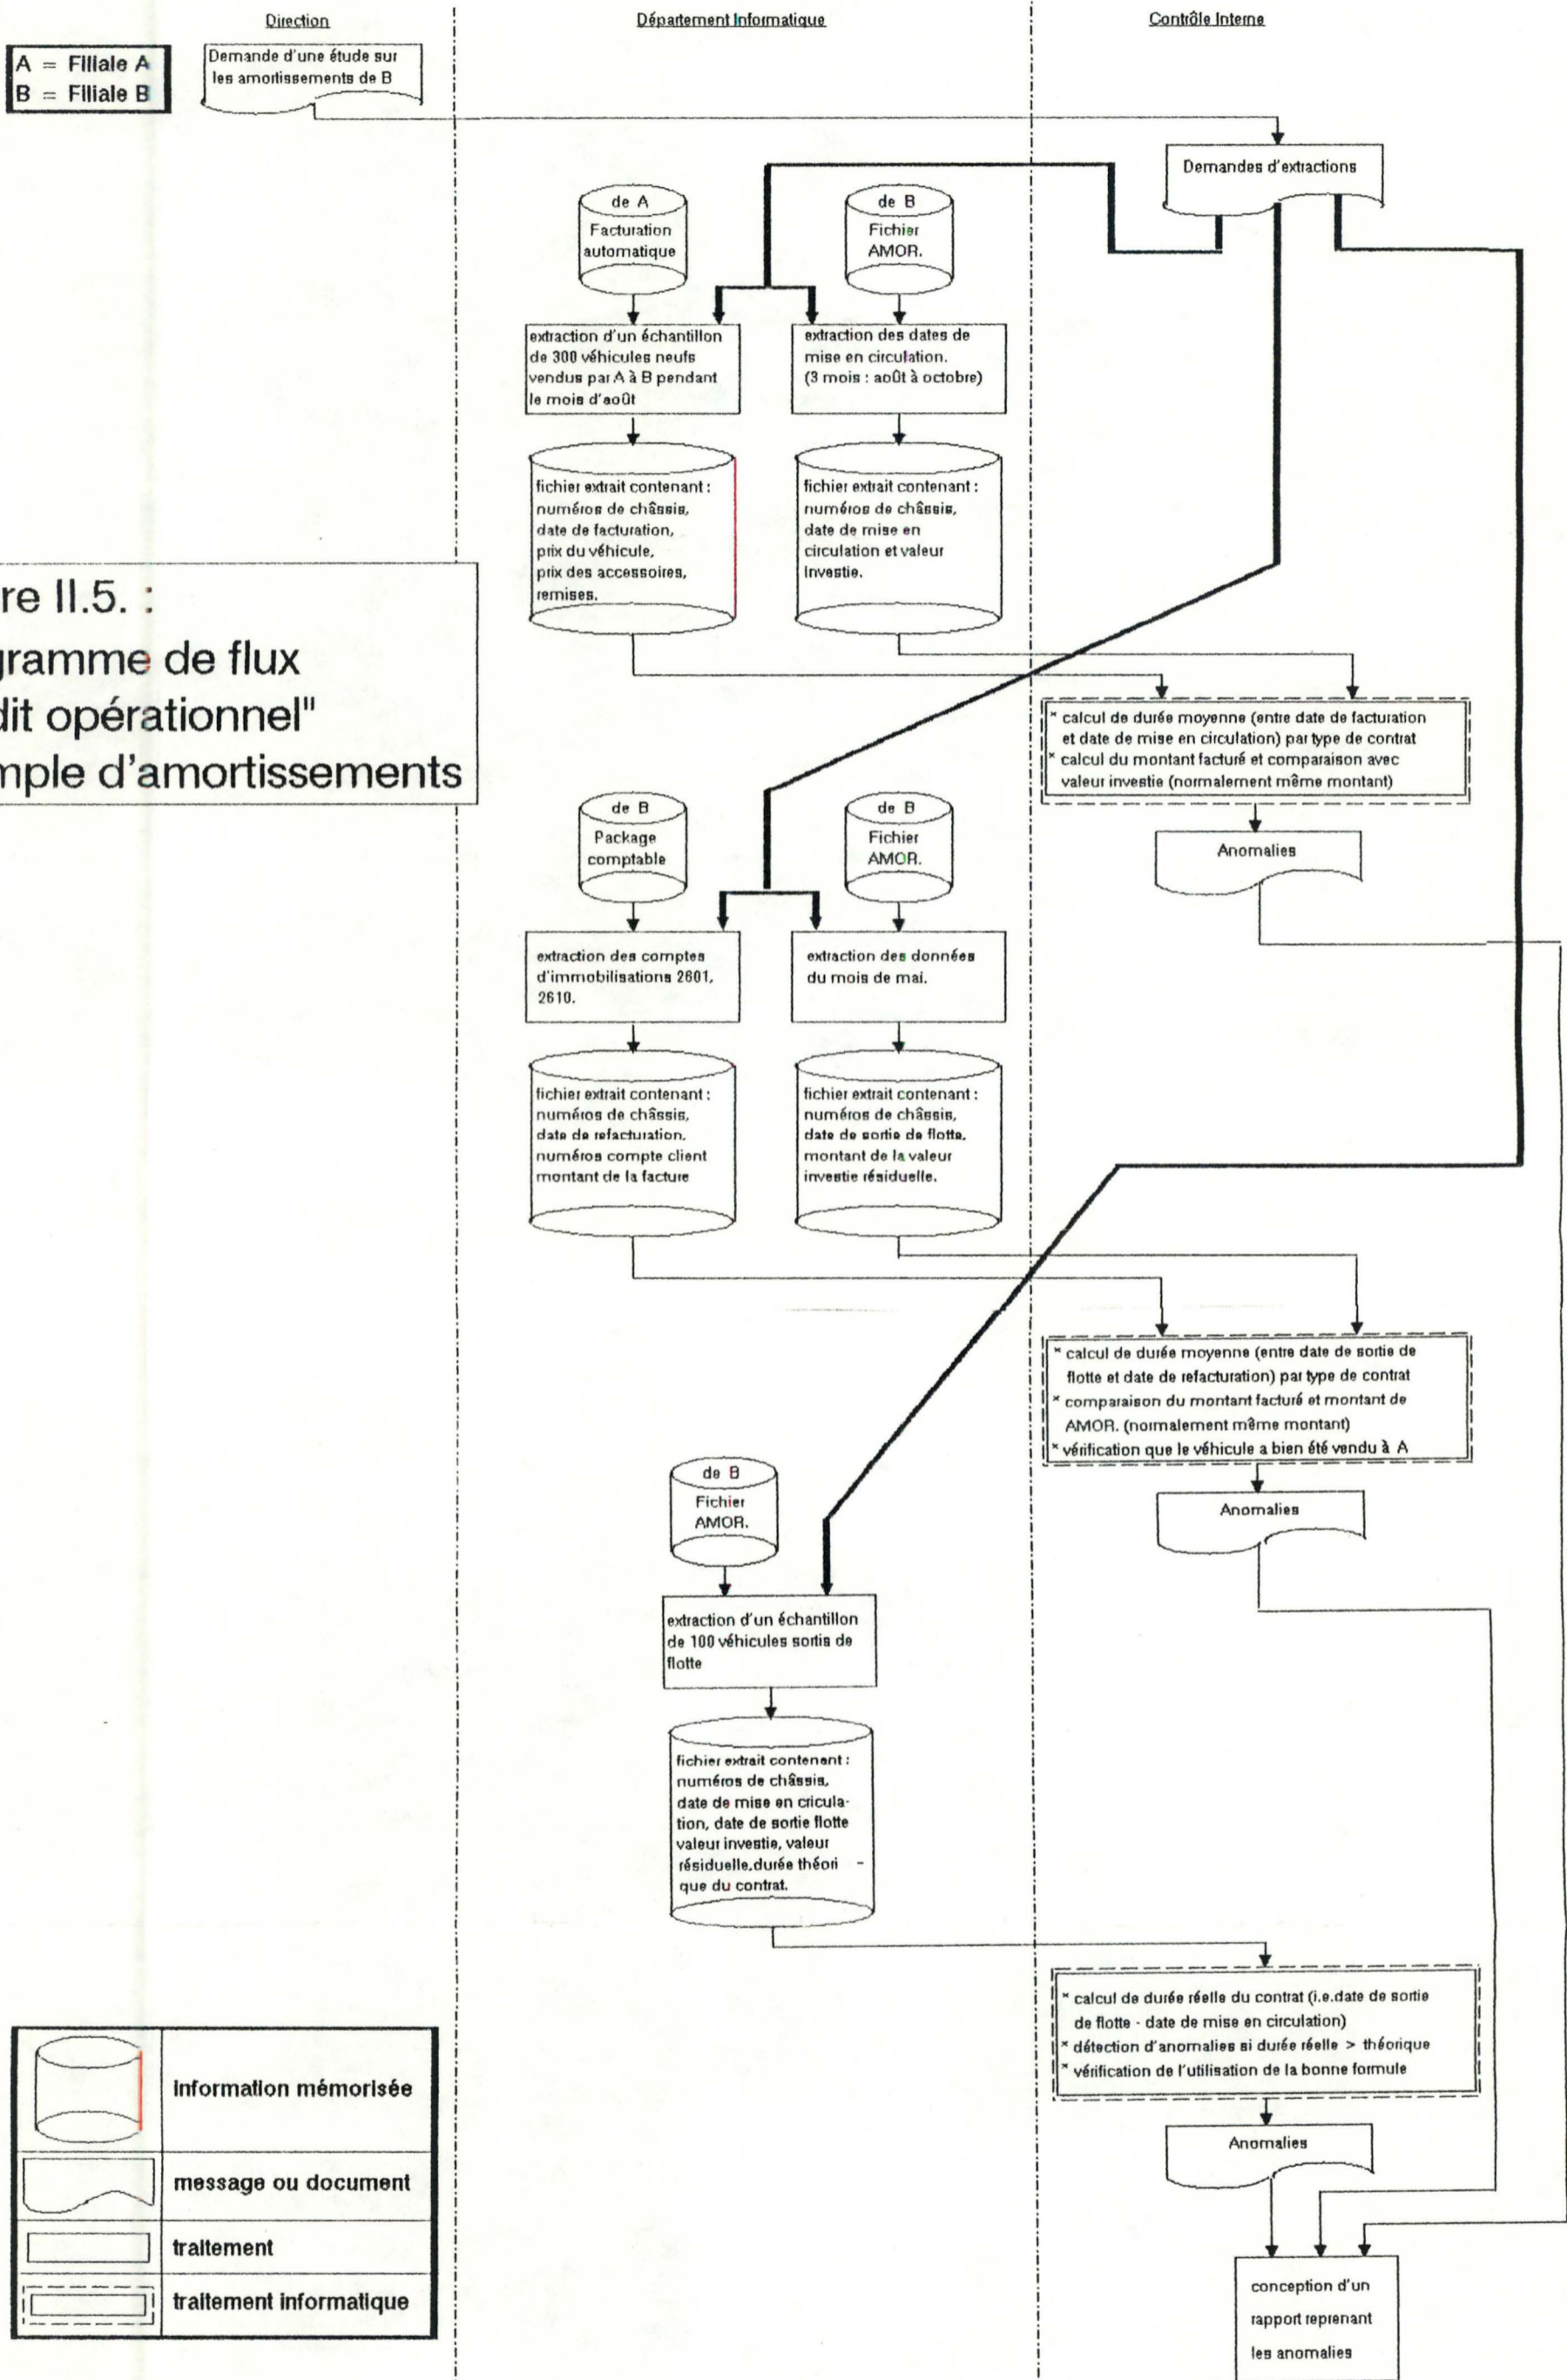 Direction
Département Informatique
Contrôle Interne
A = Filiale A
B = Filiale B
Demande d'une étude sur
les amortissements de B
Demandes d'extractions
de A
Facturation
automatique
de B
Fichier
AMOR.
extraction d'un échantillon
de 300 véhicules neufs
vendus par A à B pendant
le mois d'août
extraction des dates de
mise en circulation.
(3 mois : août à octobre)
fichier extrait contenant :
numéros de châssis,
date de facturation,
prix du véhicule,
prix des accessoires,
remises.
fichier extrait contenant :
numéros de châssis,
date de mise en
circulation et valeur
investie.
re II.5. :
gramme de flux
dit opérationnel"
mple d'amortissements
* calcul de durée moyenne (entre date de facturation
et date de mise en circulation) par type de contrat
* calcul du montant facturé et comparaison avec
valeur investie (normalement même montant)
Anomalies
de B
Package
comptable
de B
Fichier
AMOR.
extraction des comptes
d'immobilisations 2601,
2610.
extraction des données
du mois de mai.
fichier extrait contenant :
numéros de châssis,
date de refacturation,
numéros compte client
montant de la facture
fichier extrait contenant :
numéros de châssis,
date de sortie de flotte,
montant de la valeur
investie résiduelle.
* calcul de durée moyenne (entre date de sortie de
flotte et date de refacturation) par type de contrat
* comparaison du montant facturé et montant de
AMOR. (normalement même montant)
* vérification que le véhicule a bien été vendu à A
Anomalies
de B
Fichier
AMOR.
extraction d'un échantillon
de 100 véhicules sortis de
flotte
fichier extrait contenant :
numéros de châssis,
date de mise en cricula-
tion, date de sortie flotte
valeur investie, valeur
résiduelle.durée théori -
que du contrat.
* calcul de durée réelle du contrat (i.e.date de sortie
de flotte - date de mise en circulation)
* détection d'anomalies si durée réelle > théorique
* vérification de l'utilisation de la bonne formule
Anomalies
conception d'un
rapport reprenant
les anomalies
information mémorisée
message ou document
traitement
traitement informatique